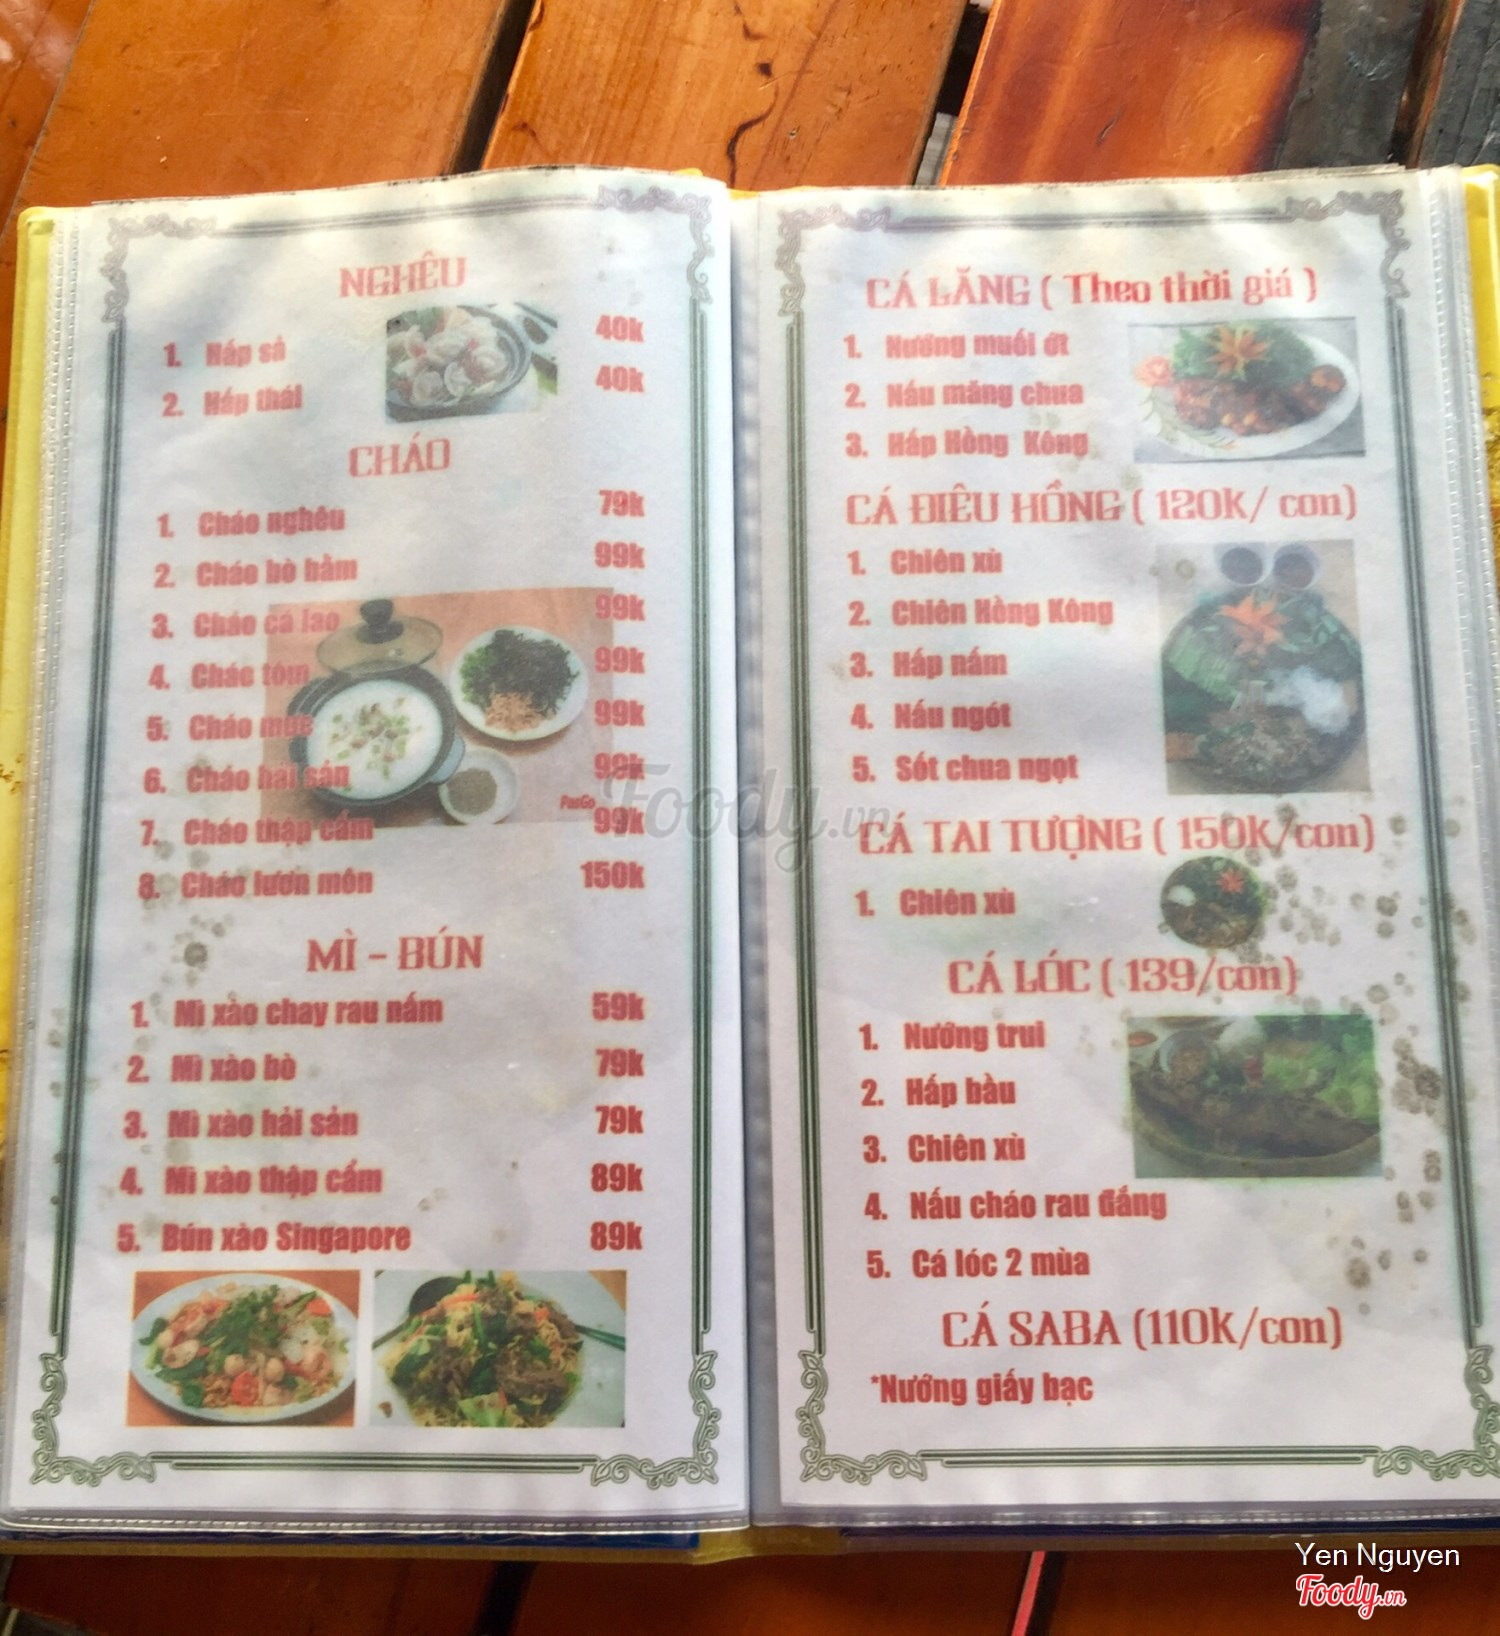 NGHÊU
1. Hấp sả 40k
2. Hấp thái 40k
CHÁO
1. Cháo nghêu 79k
2. Cháo bò bằm 99k
3. Cháo cá lao 99k
4. Cháo tôm 99k
5. Cháo mực 99k
6. Cháo hải sản 99k
7. Cháo thập cẩm 99k
8. Cháo lươn môn 150k
PasGo
MÌ - BÚN
1. Mì xào chay rau nấm 59k
2. Mì xào bò 79k
3. Mì xào hải sản 79k
4. Mì xào thập cẩm 89k
5. Bún xào Singapore 89k
CÁ LĂNG ( Theo thời giá )
1. Nướng muối ớt
2. Nấu măng chua
3. Hấp Hồng Kông
CÁ ĐIÊU HỒNG ( 120K/ con)
1. Chiên xù
2. Chiên Hồng Kông
3. Hấp nấm
4. Nấu ngót
5. Sốt chua ngọt
CÁ TAI TƯỢNG ( 150K/con)
1. Chiên xù
CÁ LÓC ( 139/con)
1. Nướng trui
2. Hấp bầu
3. Chiên xù
4. Nấu cháo rau đắng
5. Cá lóc 2 mùa
CÁ SABA (110K/con)
*Nướng giấy bạc
Foody.vn
Yen Nguyen
Foody.vn